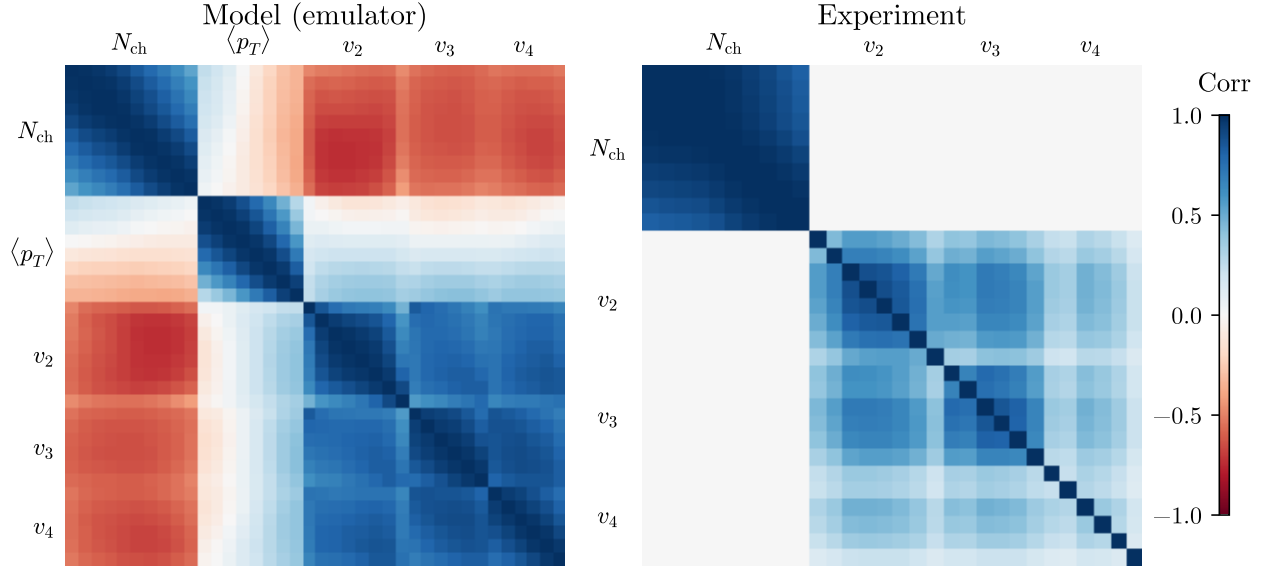 Model (emulator)
Experiment
N_ch ⟨p_T⟩ v_2 v_3 v_4
N_ch v_2 v_3 v_4
Corr
N_ch
⟨p_T⟩
v_2
v_3
v_4
N_ch
v_2
v_3
v_4
1.0
0.5
0.0
−0.5
−1.0